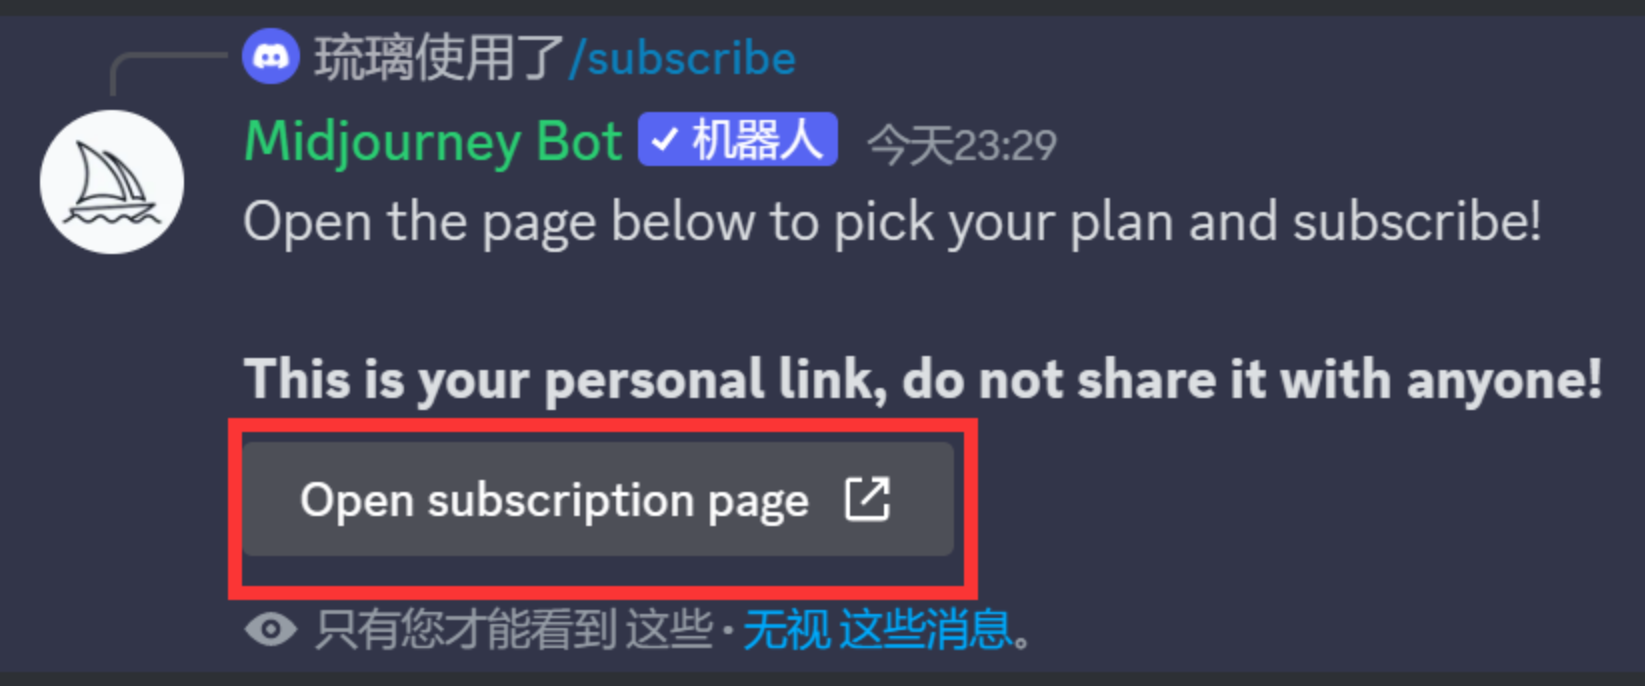 琉璃使用了/subscribe
Midjourney Bot ✓ 机器人 今天23:29
Open the page below to pick your plan and subscribe!
This is your personal link, do not share it with anyone!
Open subscription page
只有您才能看到 这些 · 无视 这些消息。